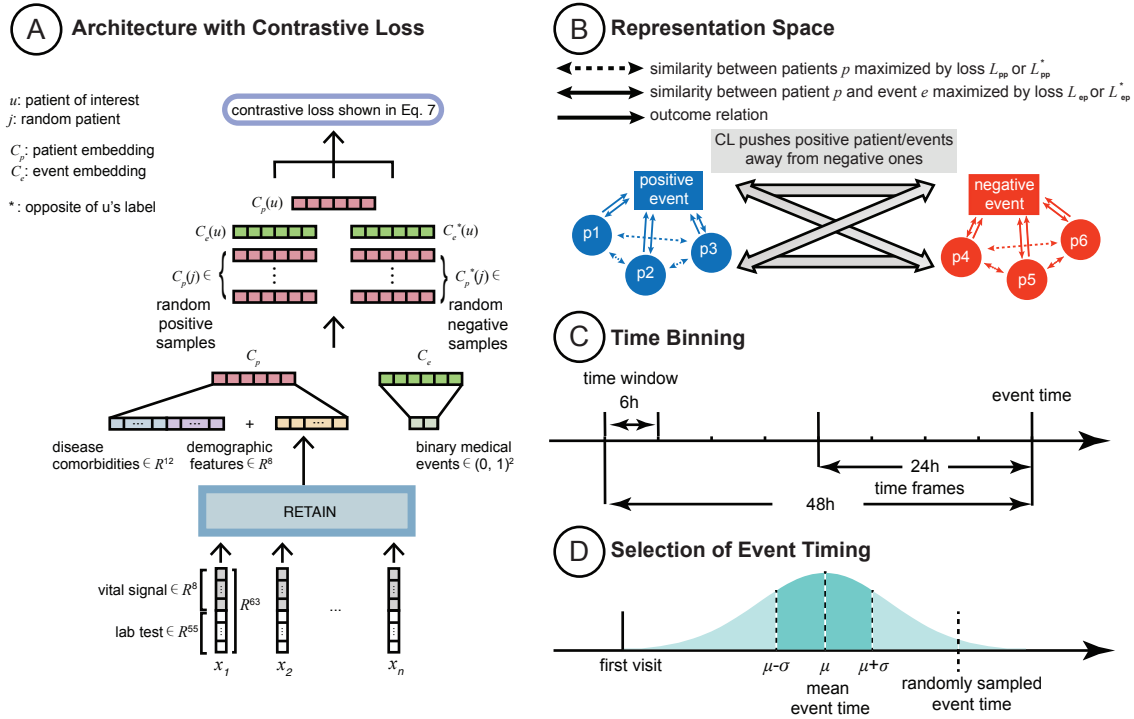 A Architecture with Contrastive Loss
u: patient of interest
j: random patient
C_p: patient embedding
C_e: event embedding
* : opposite of u's label
contrastive loss shown in Eq. 7
C_p(u)
C_e(u)
C_e*(u)
C_p(j) ∈
C_p*(j) ∈
random
positive
samples
random
negative
samples
C_p
C_e
+
disease
comorbidities ∈ R^12
demographic
features ∈ R^8
binary medical
events ∈ (0, 1)^2
RETAIN
vital signal ∈ R^8
R^63
lab test ∈ R^55
...
x_1
x_2
x_n
B Representation Space
similarity between patients p maximized by loss L_pp or L*_pp
similarity between patient p and event e maximized by loss L_ep or L*_ep
outcome relation
CL pushes positive patient/events
away from negative ones
positive
event
p1
p2
p3
negative
event
p4
p5
p6
C Time Binning
time window
6h
event time
24h
time frames
48h
D Selection of Event Timing
first visit
μ-σ
μ
μ+σ
mean
event time
randomly sampled
event time